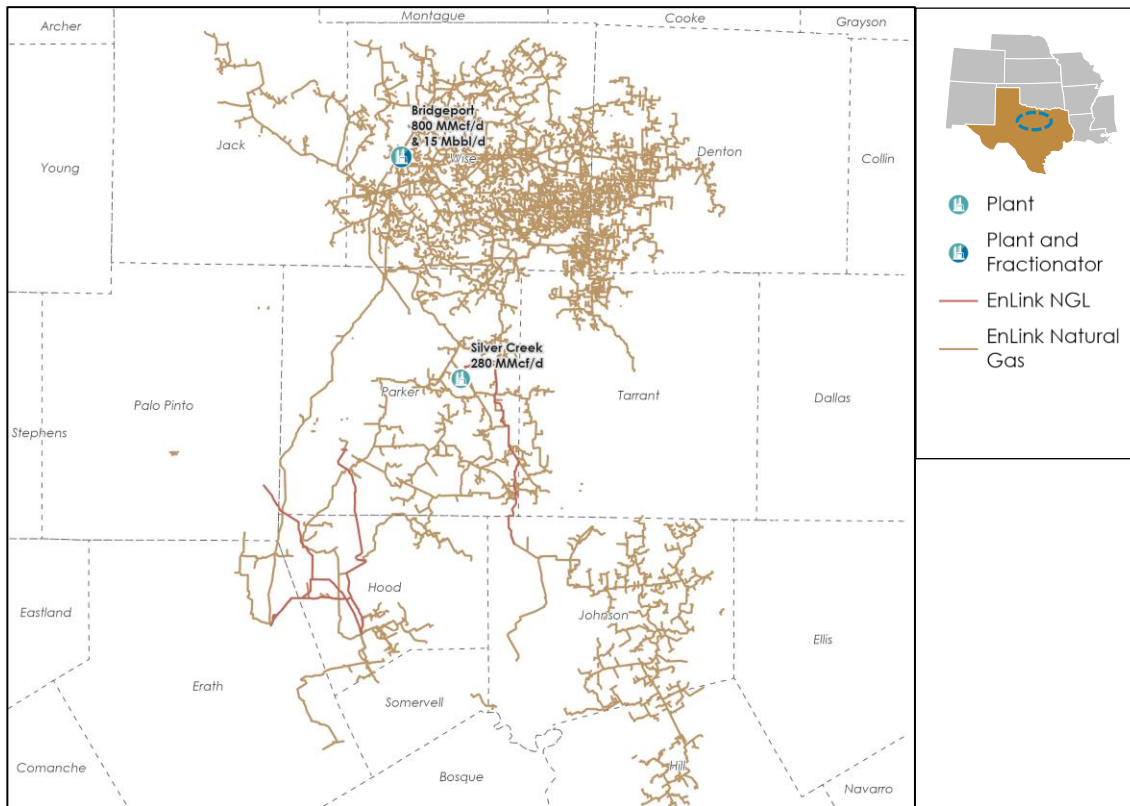 Montague
Cooke
Grayson
Archer
Bridgeport
800 MMcf/d
& 15 Mbbl/d
Jack
Wise
Denton
Collin
Young
Silver Creek
280 MMcf/d
Parker
Tarrant
Dallas
Palo Pinto
Stephens
Hood
Johnson
Eastland
Ellis
Erath
Somervell
Comanche
Bosque
Hill
Navarro
Plant
Plant and
Fractionator
EnLink NGL
EnLink Natural
Gas